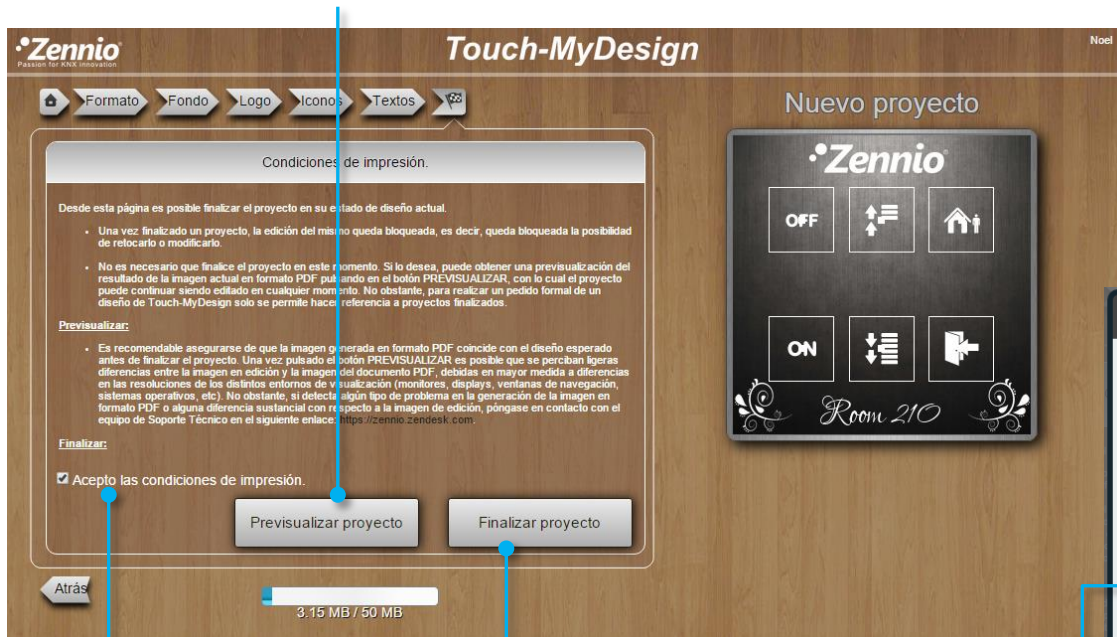 Zennio
Passion for KNX innovation
Touch-MyDesign
Noel
Formato
Fondo
Logo
Iconos
Textos
Nuevo proyecto
Condiciones de impresión.
Desde esta página es posible finalizar el proyecto en su estado de diseño actual.
• Una vez finalizado un proyecto, la edición del mismo queda bloqueada, es decir, queda bloqueada la posibilidad
de retocarlo o modificarlo.
• No es necesario que finalice el proyecto en este momento. Si lo desea, puede obtener una previsualización del
resultado de la imagen actual en formato PDF pulsando en el botón PREVISUALIZAR, con lo cual el proyecto
puede continuar siendo editado en cualquier momento. No obstante, para realizar un pedido formal de un
diseño de Touch-MyDesign solo se permite hacer referencia a proyectos finalizados.
Previsualizar:
• Es recomendable asegurarse de que la imagen generada en formato PDF coincide con el diseño esperado
antes de finalizar el proyecto. Una vez pulsado el botón PREVISUALIZAR es posible que se perciban ligeras
diferencias entre la imagen en edición y la imagen del documento PDF, debidas en mayor medida a diferencias
en las resoluciones de los distintos entornos de visualización (monitores, displays, ventanas de navegación,
sistemas operativos, etc). No obstante, si detecta algún tipo de problema en la generación de la imagen en
formato PDF o alguna diferencia sustancial con respecto a la imagen de edición, póngase en contacto con el
equipo de Soporte Técnico en el siguiente enlace: https://zennio.zendesk.com.
Finalizar:
Acepto las condiciones de impresión.
Previsualizar proyecto
Finalizar proyecto
Atrás
3.15 MB / 50 MB
Zennio
OFF
ON
Room 210